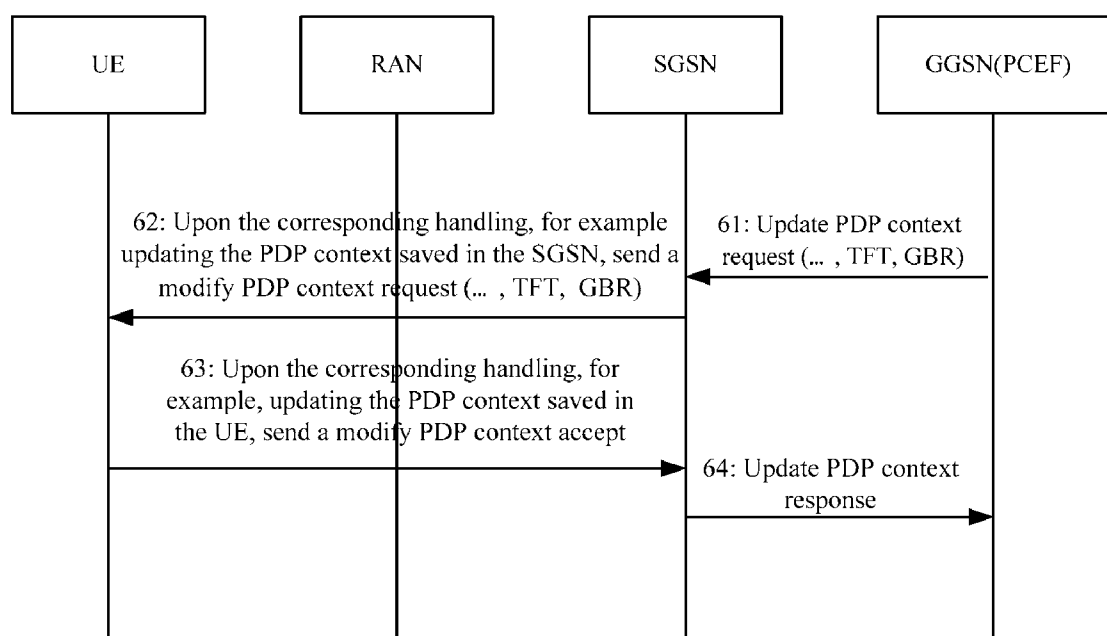 UE
RAN
SGSN
GGSN(PCEF)
62: Upon the corresponding handling, for example
updating the PDP context saved in the SGSN, send a
modify PDP context request (... , TFT, GBR)
61: Update PDP context
request (... , TFT, GBR)
63: Upon the corresponding handling, for
example, updating the PDP context saved in
the UE, send a modify PDP context accept
64: Update PDP context
response